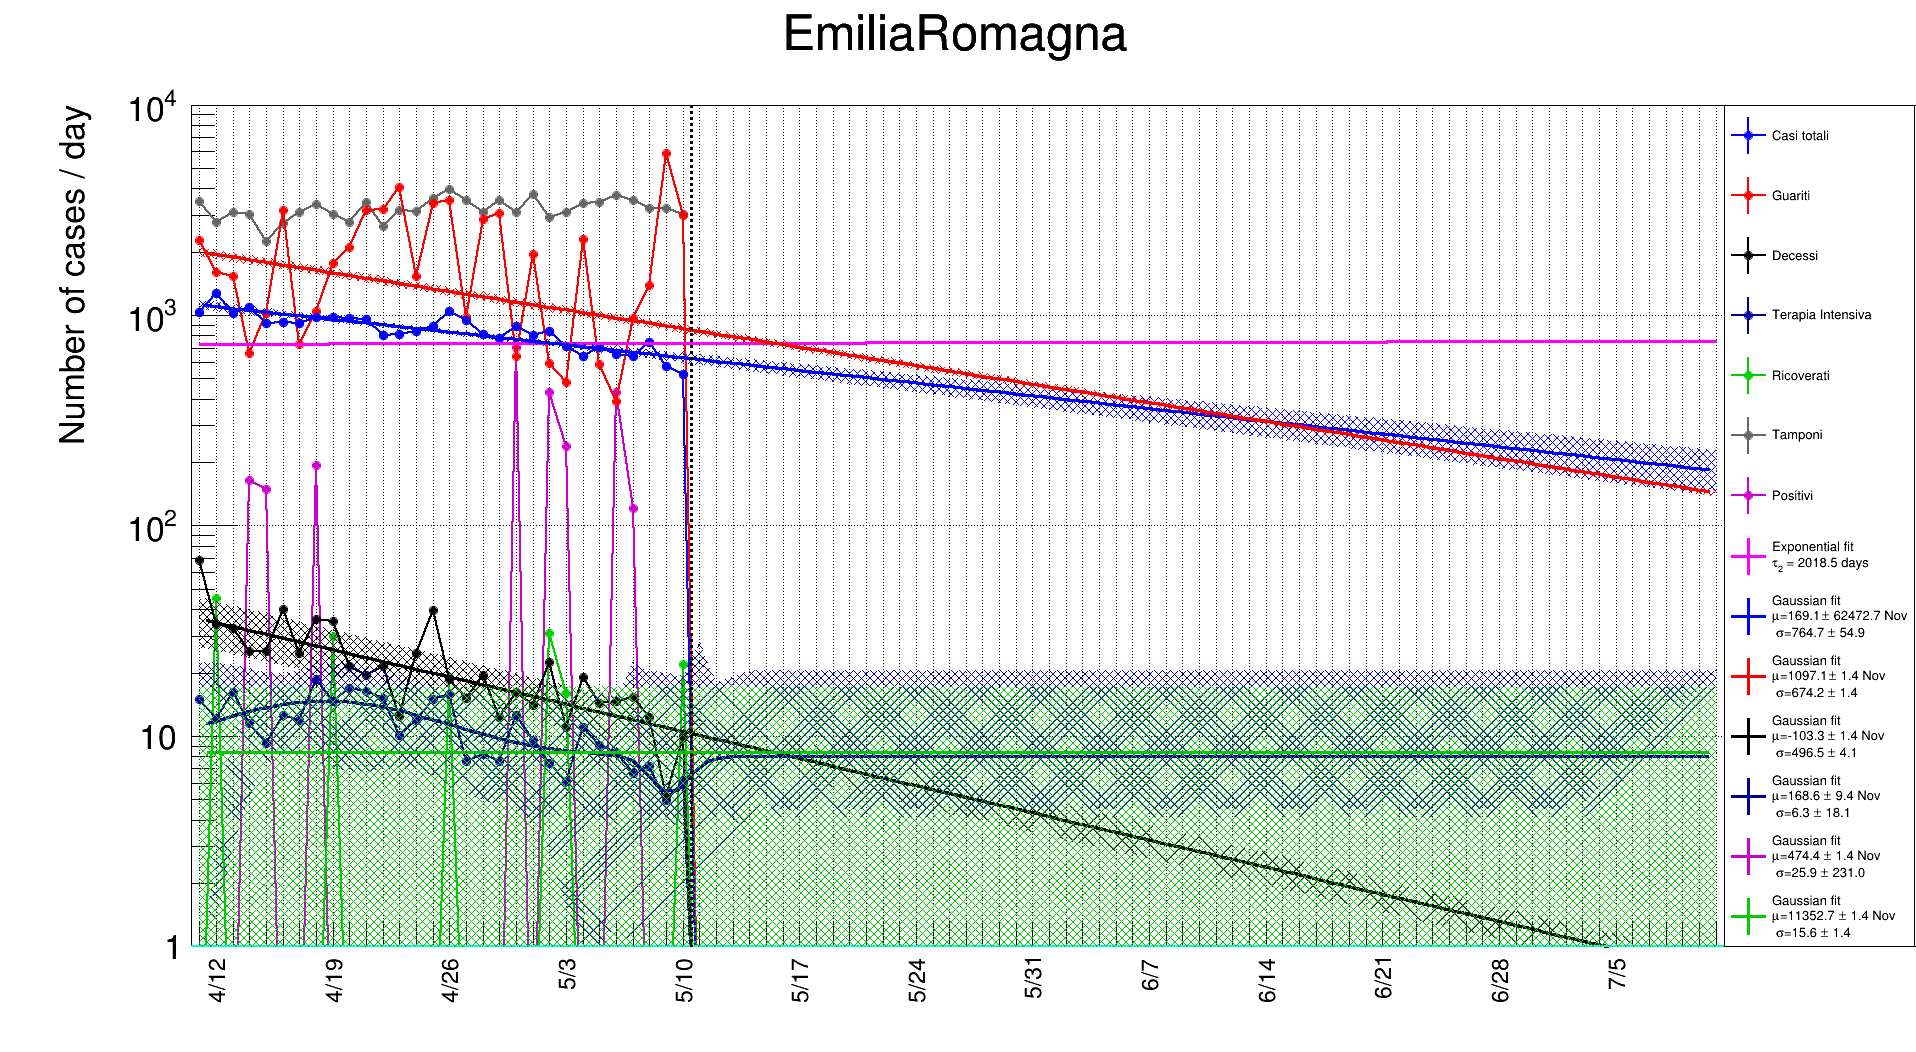 EmiliaRomagna
Number of cases / day
10^4
10^3
10^2
10
1
4/12
4/19
4/26
5/3
5/10
5/17
5/24
5/31
6/7
6/14
6/21
6/28
7/5
Casi totali
Guariti
Decessi
Terapia Intensiva
Ricoverati
Tamponi
Positivi
Exponential fit
τ_2 = 2018.5 days
Gaussian fit
μ=169.1± 62472.7 Nov
σ=764.7 ± 54.9
Gaussian fit
μ=1097.1± 1.4 Nov
σ=674.2 ± 1.4
Gaussian fit
μ=-103.3 ± 1.4 Nov
σ=496.5 ± 4.1
Gaussian fit
μ=168.6 ± 9.4 Nov
σ=6.3 ± 18.1
Gaussian fit
μ=474.4 ± 1.4 Nov
σ=25.9 ± 231.0
Gaussian fit
μ=11352.7 ± 1.4 Nov
σ=15.6 ± 1.4